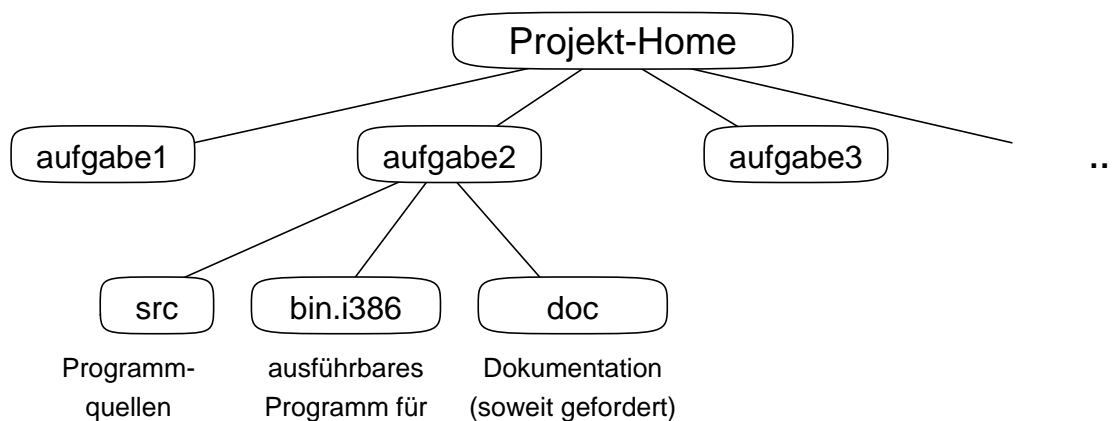 Projekt-Home
aufgabe1 aufgabe2 aufgabe3 ..
src bin.i386 doc
Programm- ausführbares Dokumentation
quellen Programm für (soweit gefordert)